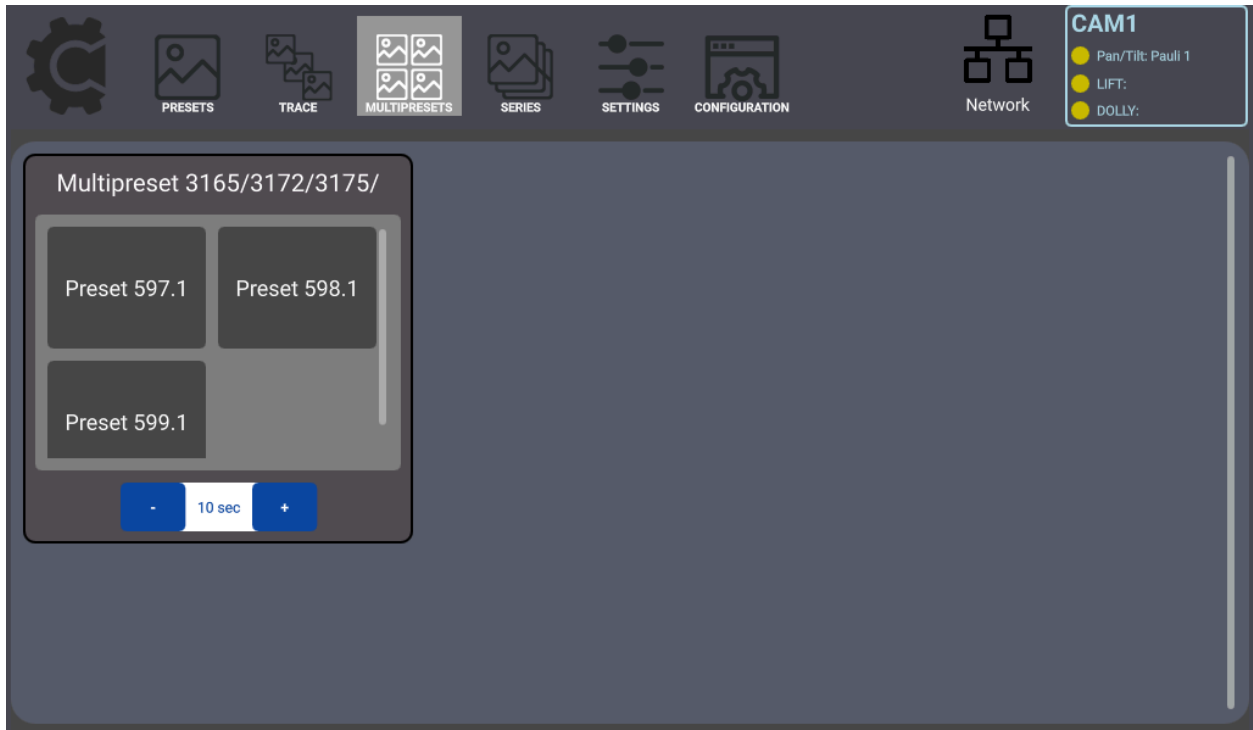 PRESETS
TRACE
MULTIPRESETS
SERIES
SETTINGS
CONFIGURATION
Network
CAM1
Pan/Tilt: Pauli 1
LIFT:
DOLLY:
Multipreset 3165/3172/3175/
Preset 597.1
Preset 598.1
Preset 599.1
- 10 sec +